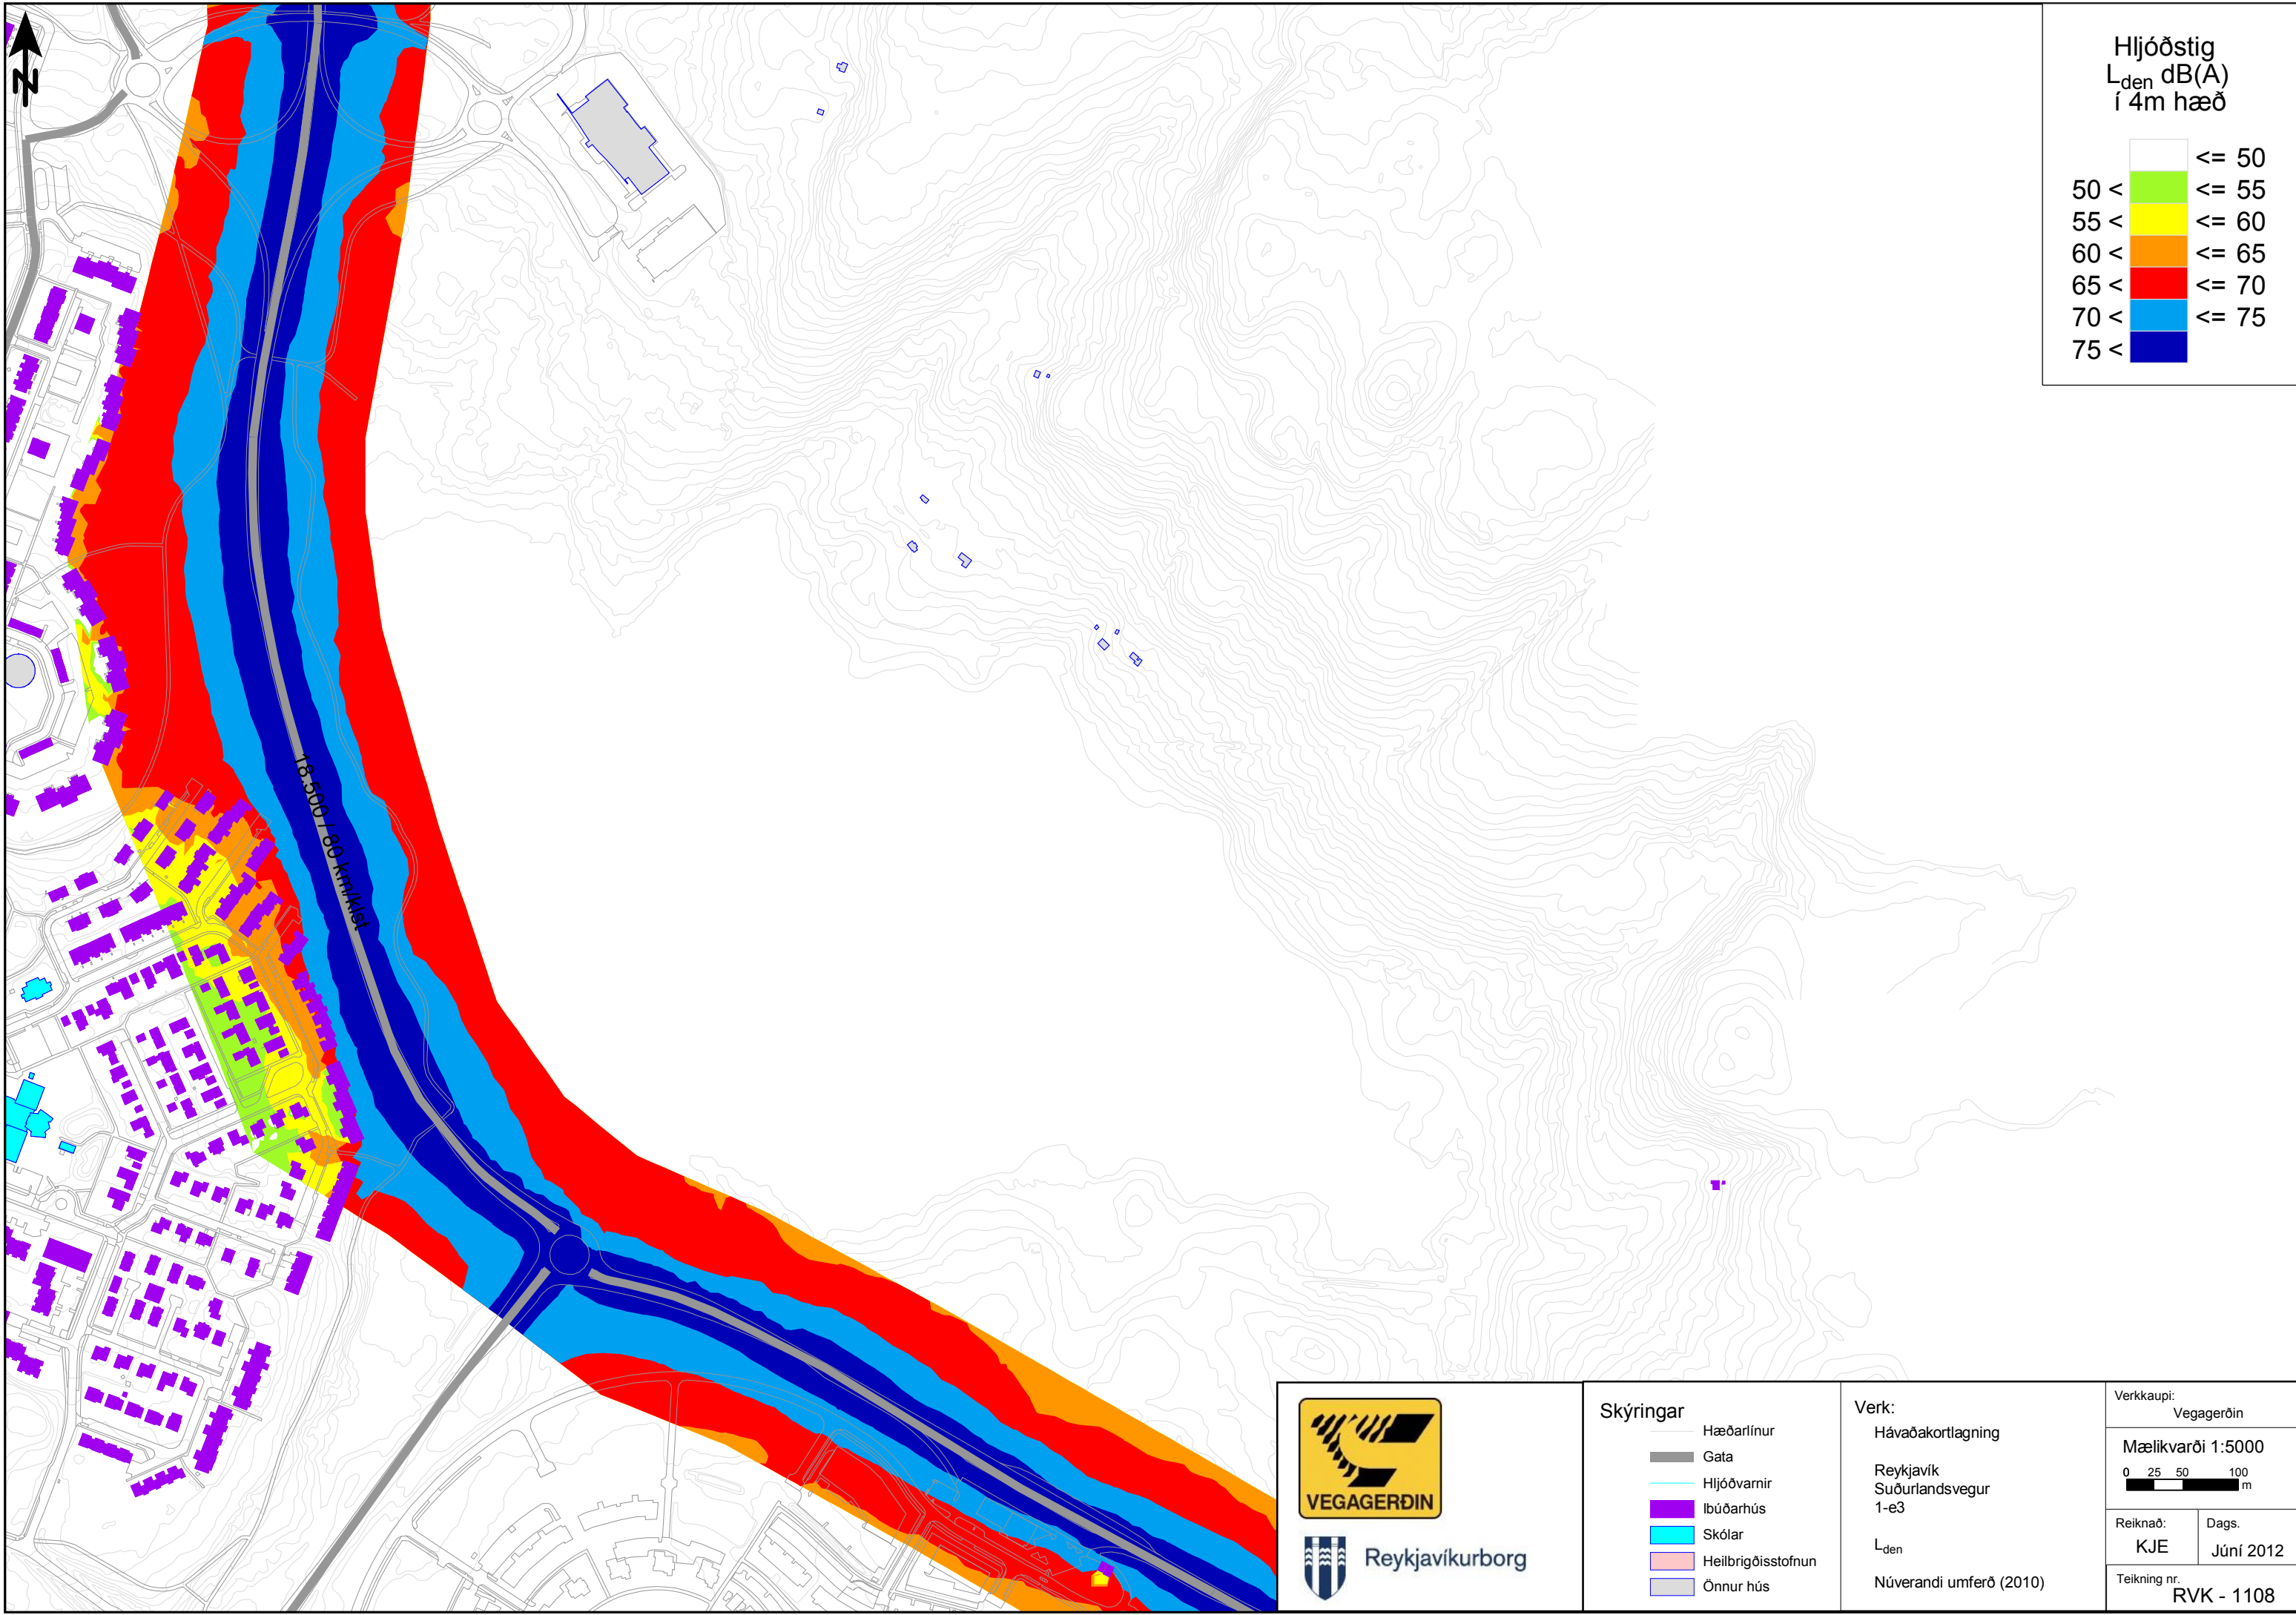 N
Hljóðstig
Lden dB(A)
í 4m hæð
<= 50
50 < <= 55
55 < <= 60
60 < <= 65
65 < <= 70
70 < <= 75
75 <
18.500 / 80 km/klst
VEGAGERÐIN
Reykjavíkurborg
Skýringar
Hæðarlínur
Gata
Hljóðvarnir
Ibúðarhús
Skólar
Heilbrigðisstofnun
Önnur hús
Verk:
Hávaðakortlagning
Reykjavík
Suðurlandsvegur
1-e3
Lden
Núverandi umferð (2010)
Verkkaupi:
Vegagerðin
Mælikvarði 1:5000
0 25 50 100
m
Reiknað:
KJE
Dags.
Júní 2012
Teikning nr.
RVK - 1108